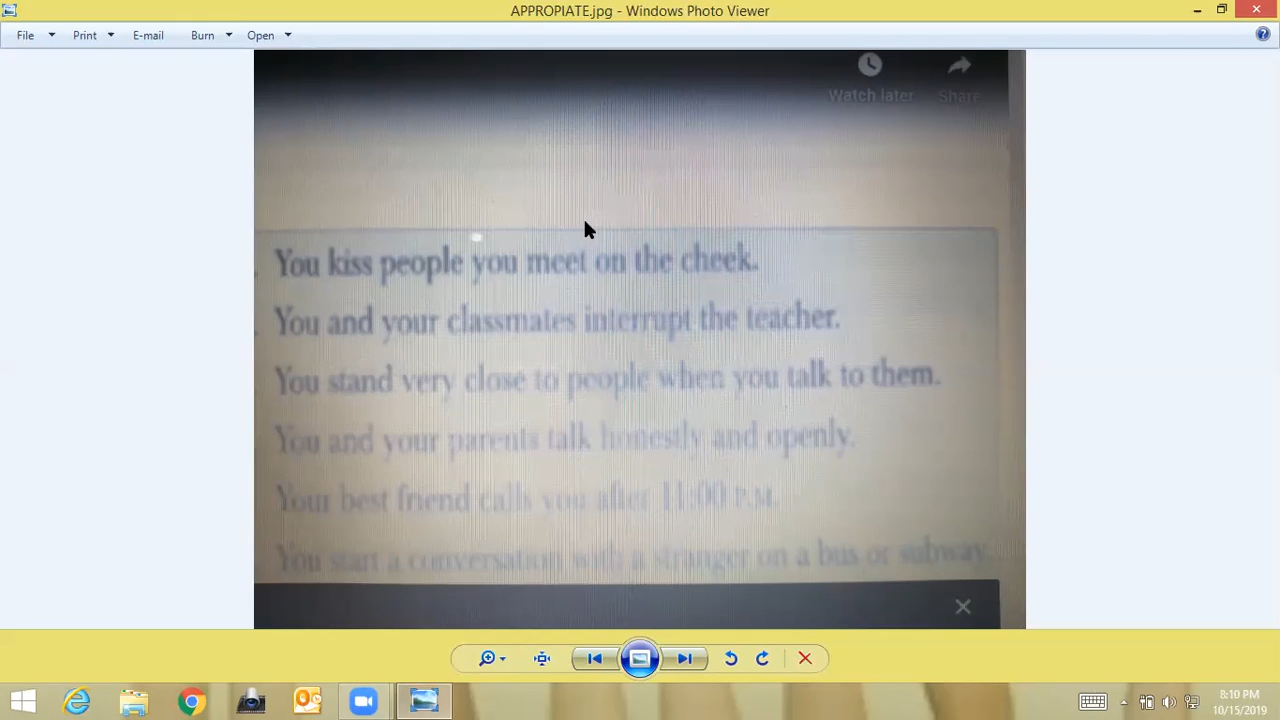 APPROPIATE.jpg - Windows Photo Viewer
File Print E-mail Burn Open
Watch later Share
You kiss people you meet on the cheek.
You and your classmates interrupt the teacher.
You stand very close to people when you talk to them.
You and your parents talk honestly and openly.
Your best friend calls you after 11:00 P.M.
You start a conversation with a stranger on a bus or subway
8:10 PM
10/15/2019